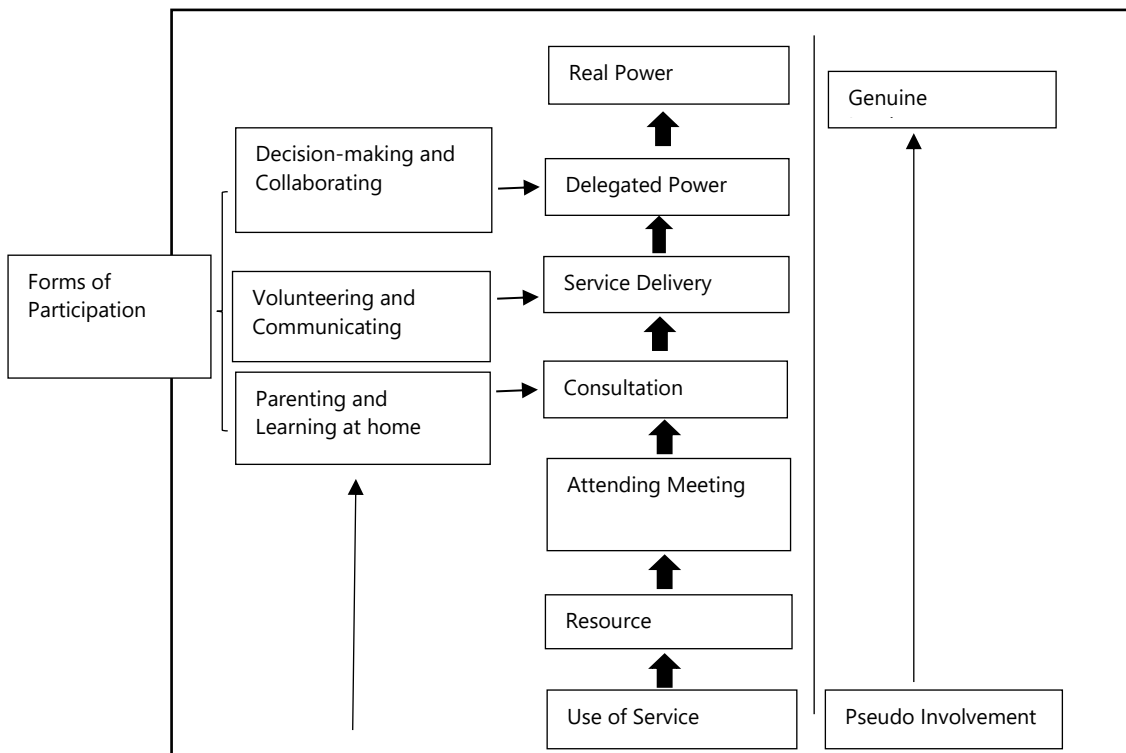 Real Power
Genuine
Decision-making and
Collaborating
Delegated Power
Forms of
Participation
Volunteering and
Communicating
Service Delivery
Parenting and
Learning at home
Consultation
Attending Meeting
Resource
Use of Service
Pseudo Involvement